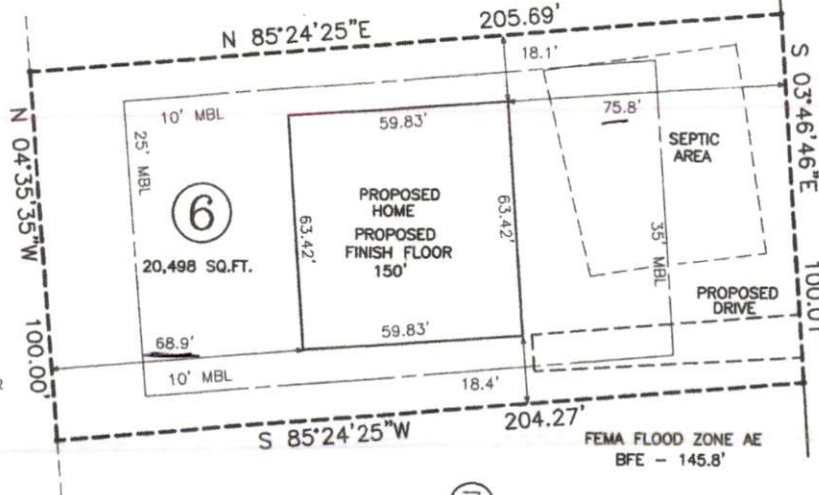 N 85°24'25"E
205.69'
18.1'
S 03°46'46"E
100.01'
N 04°35'35"W
100.00'
10' MBL
25' MBL
59.83'
75.8'
SEPTIC
AREA
6
20,498 SQ.FT.
63.42'
PROPOSED
HOME
PROPOSED
FINISH FLOOR
150'
63.42'
35' MBL
PROPOSED
DRIVE
68.9'
59.83'
10' MBL
18.4'
S 85°24'25"W
204.27'
FEMA FLOOD ZONE AE
BFE – 145.8'